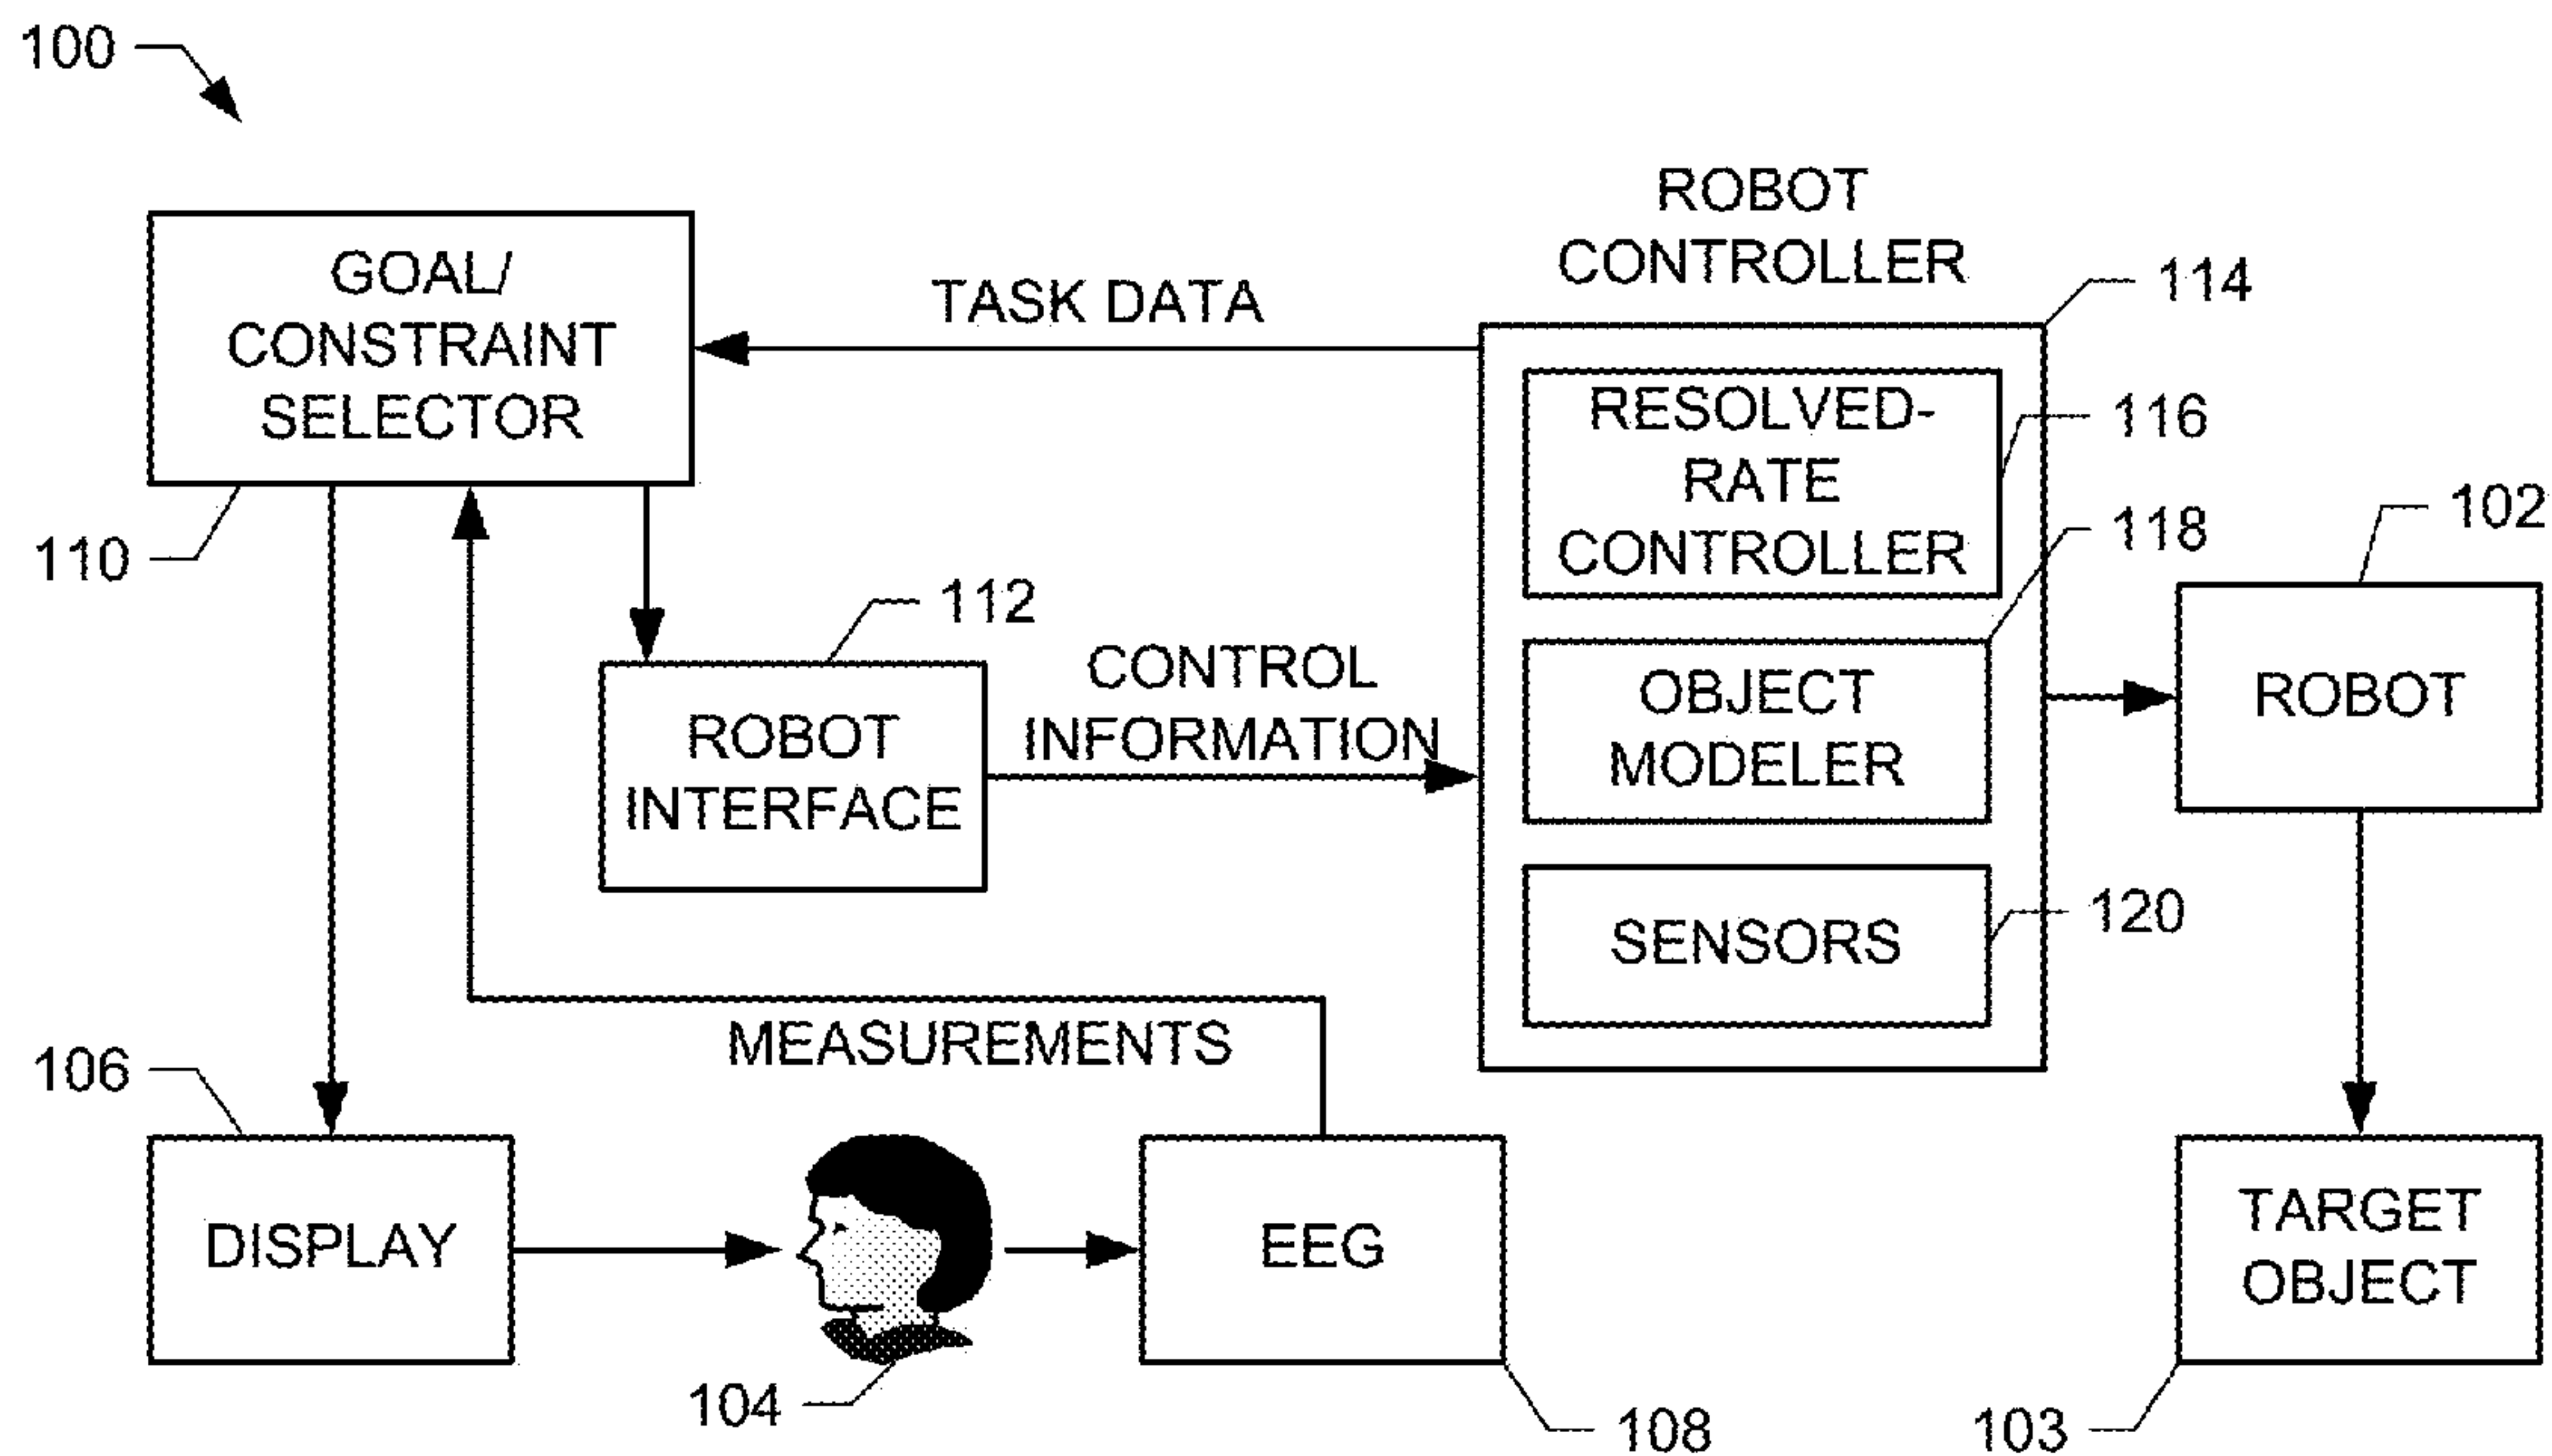 100
ROBOT
CONTROLLER
114
GOAL/
CONSTRAINT
SELECTOR
110
TASK DATA
RESOLVED-
RATE
CONTROLLER
116
118
102
112
ROBOT
INTERFACE
CONTROL
INFORMATION
OBJECT
MODELER
ROBOT
SENSORS
120
MEASUREMENTS
106
DISPLAY
104
EEG
108
TARGET
OBJECT
103